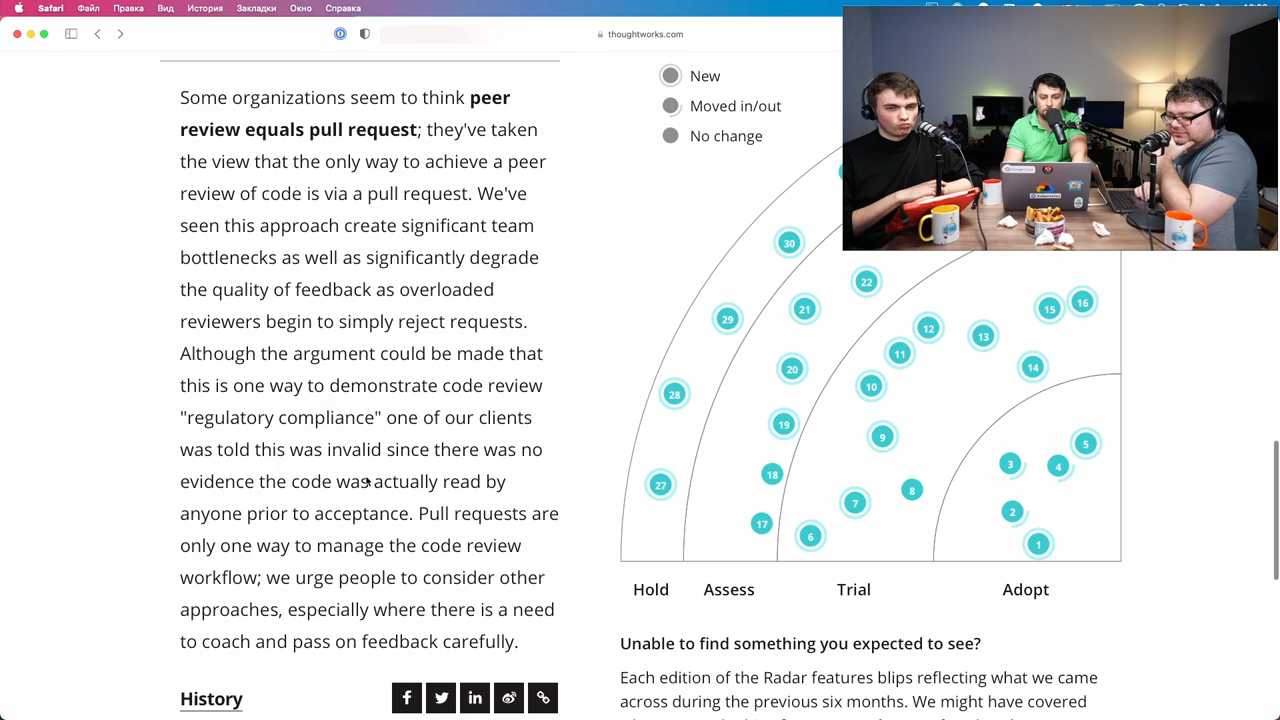 Safari Файл Правка Вид История Закладки Окно Справка
thoughtworks.com
Some organizations seem to think peer
review equals pull request; they've taken
the view that the only way to achieve a peer
review of code is via a pull request. We've
seen this approach create significant team
bottlenecks as well as significantly degrade
the quality of feedback as overloaded
reviewers begin to simply reject requests.
Although the argument could be made that
this is one way to demonstrate code review
"regulatory compliance" one of our clients
was told this was invalid since there was no
evidence the code was actually read by
anyone prior to acceptance. Pull requests are
only one way to manage the code review
workflow; we urge people to consider other
approaches, especially where there is a need
to coach and pass on feedback carefully.
History
New
Moved in/out
No change
30
22
29
21
15
16
12
13
11
20
14
10
28
19
9
5
3
4
18
27
8
7
2
17
6
1
Hold
Assess
Trial
Adopt
Unable to find something you expected to see?
Each edition of the Radar features blips reflecting what we came
across during the previous six months. We might have covered